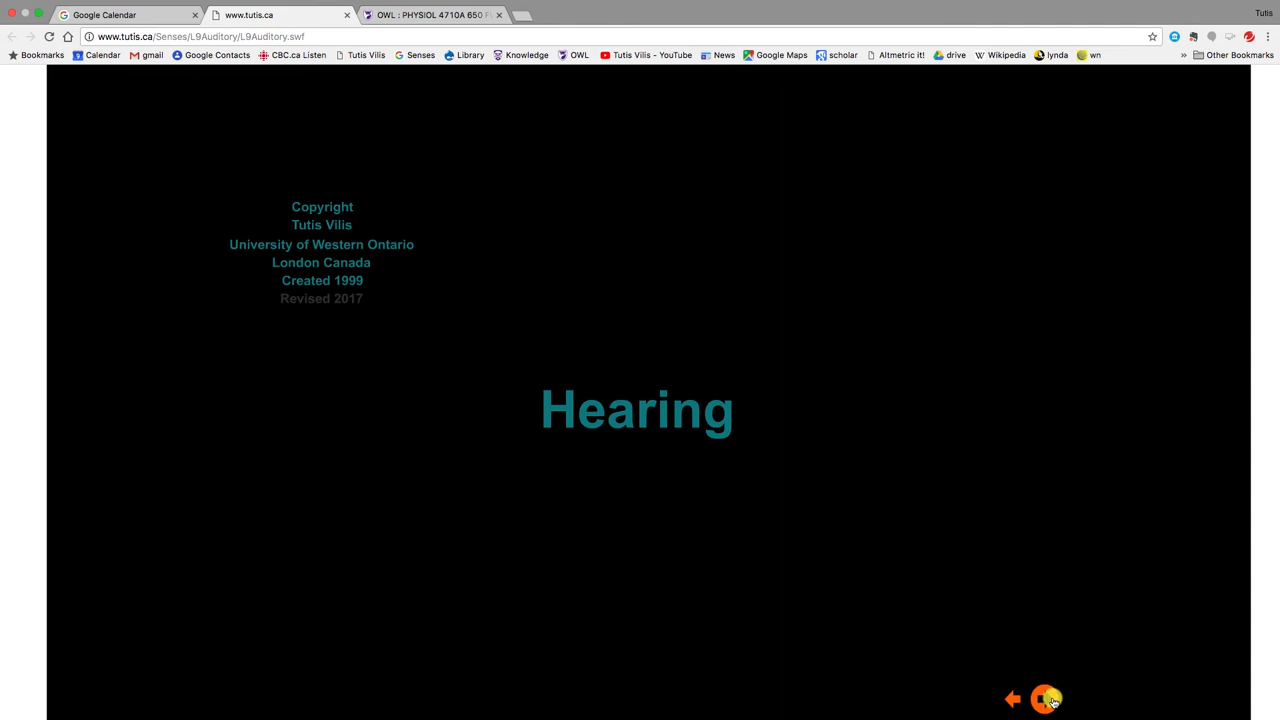 Google Calendar
www.tutis.ca
OWL : PHYSIOL 4710A 650 F
Tutis
www.tutis.ca/Senses/L9Auditory/L9Auditory.swf
Bookmarks Calendar gmail Google Contacts CBC.ca Listen Tutis Vilis Senses Library Knowledge OWL Tutis Vilis - YouTube News Google Maps scholar Altmetric it! drive Wikipedia lynda wn » Other Bookmarks
Copyright
Tutis Vilis
University of Western Ontario
London Canada
Created 1999
Revised 2017
Hearing